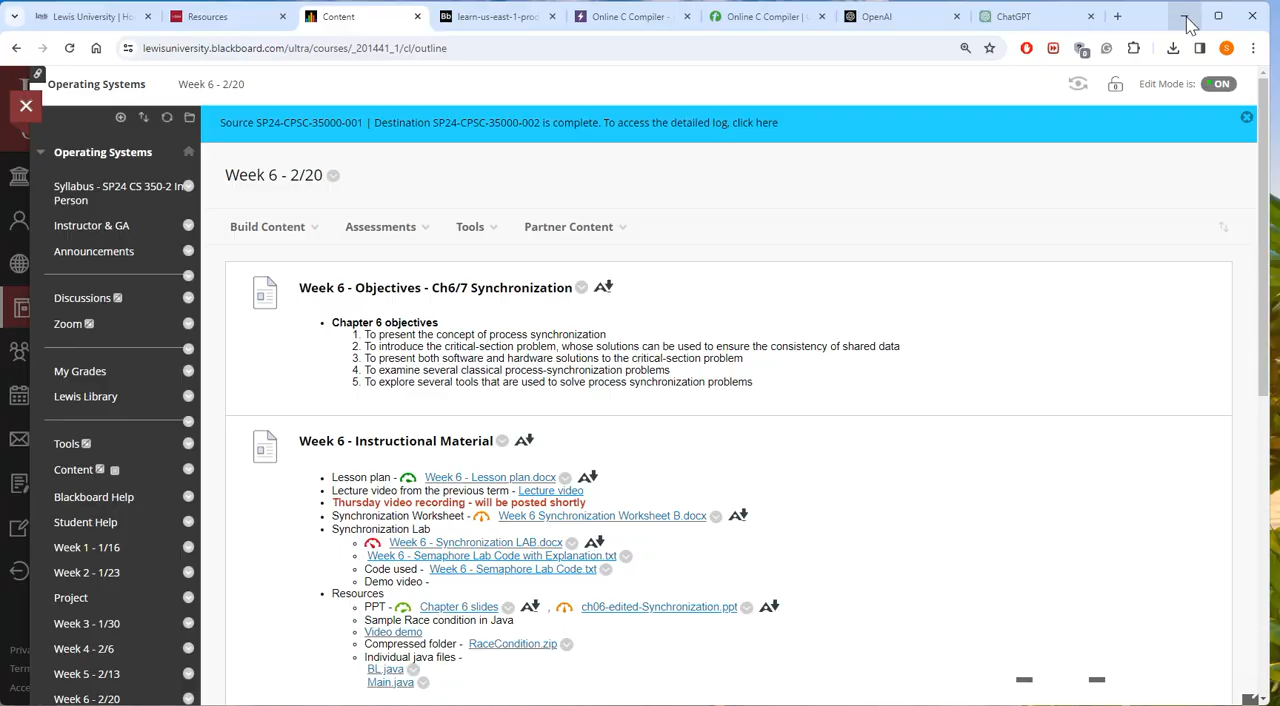 Lewis University | Ho
Resources
Content
learn-us-east-1-prod
Online C Compiler -
Online C Compiler |
OpenAI
ChatGPT
lewisuniversity.blackboard.com/ultra/courses/_201441_1/cl/outline
Operating Systems
Week 6 - 2/20
Edit Mode is: ON
Source SP24-CPSC-35000-001 | Destination SP24-CPSC-35000-002 is complete. To access the detailed log, click here
Operating Systems
Syllabus - SP24 CS 350-2 In
Person
Instructor & GA
Announcements
Discussions
Zoom
My Grades
Lewis Library
Tools
Content
Blackboard Help
Student Help
Week 1 - 1/16
Week 2 - 1/23
Project
Week 3 - 1/30
Week 4 - 2/6
Week 5 - 2/13
Week 6 - 2/20
Priva
Term
Acce
Week 6 - 2/20
Build Content
Assessments
Tools
Partner Content
Week 6 - Objectives - Ch6/7 Synchronization
Chapter 6 objectives
1. To present the concept of process synchronization
2. To introduce the critical-section problem, whose solutions can be used to ensure the consistency of shared data
3. To present both software and hardware solutions to the critical-section problem
4. To examine several classical process-synchronization problems
5. To explore several tools that are used to solve process synchronization problems
Week 6 - Instructional Material
Lesson plan - Week 6 - Lesson plan.docx
Lecture video from the previous term - Lecture video
Thursday video recording - will be posted shortly
Synchronization Worksheet - Week 6 Synchronization Worksheet B.docx
Synchronization Lab
Week 6 - Synchronization LAB.docx
Week 6 - Semaphore Lab Code with Explanation.txt
Code used - Week 6 - Semaphore Lab Code.txt
Demo video -
Resources
PPT - Chapter 6 slides , ch06-edited-Synchronization.ppt
Sample Race condition in Java
Video demo
Compressed folder - RaceCondition.zip
Individual java files -
BL.java
Main.java